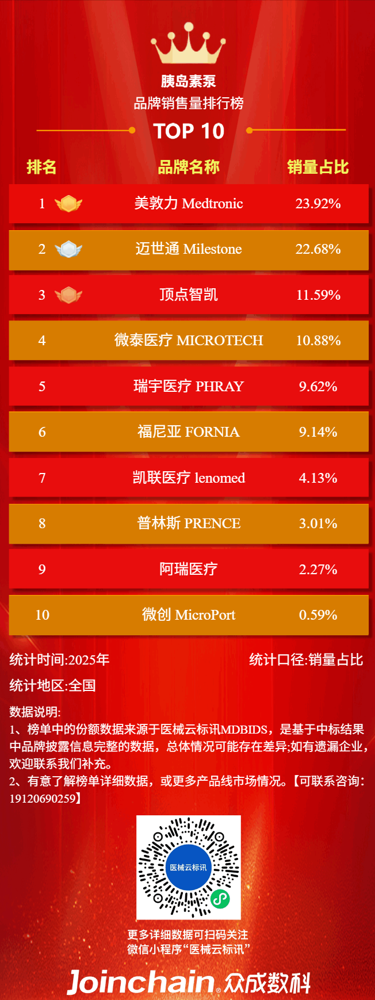 胰岛素泵
品牌销售量排行榜
TOP 10
排名 品牌名称 销量占比
1 美敦力 Medtronic 23.92%
2 迈世通 Milestone 22.68%
3 顶点智凯 11.59%
4 微泰医疗 MICROTECH 10.88%
5 瑞宇医疗 PHRAY 9.62%
6 福尼亚 FORNIA 9.14%
7 凯联医疗 lenomed 4.13%
8 普林斯 PRENCE 3.01%
9 阿瑞医疗 2.27%
10 微创 MicroPort 0.59%
统计时间:2025年 统计口径:销量占比
统计地区:全国
数据说明:
1、榜单中的份额数据来源于医械云标讯MDBIDS，是基于中标结果
中品牌披露信息完整的数据，总体情况可能存在差异;如有遗漏企业，
欢迎联系我们补充。
2、有意了解榜单详细数据，或更多产品线市场情况。【可联系咨询：
19120690259】
医械云标讯
更多详细数据可扫码关注
微信小程序“医械云标讯”
Joinchain®众成数科